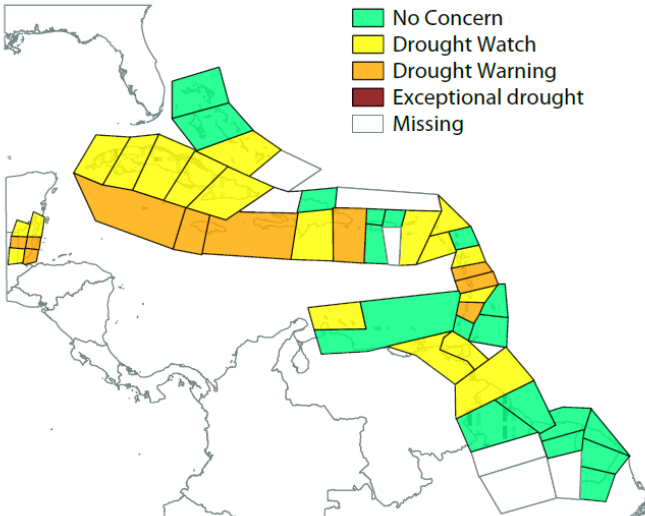 No Concern
Drought Watch
Drought Warning
Exceptional drought
Missing